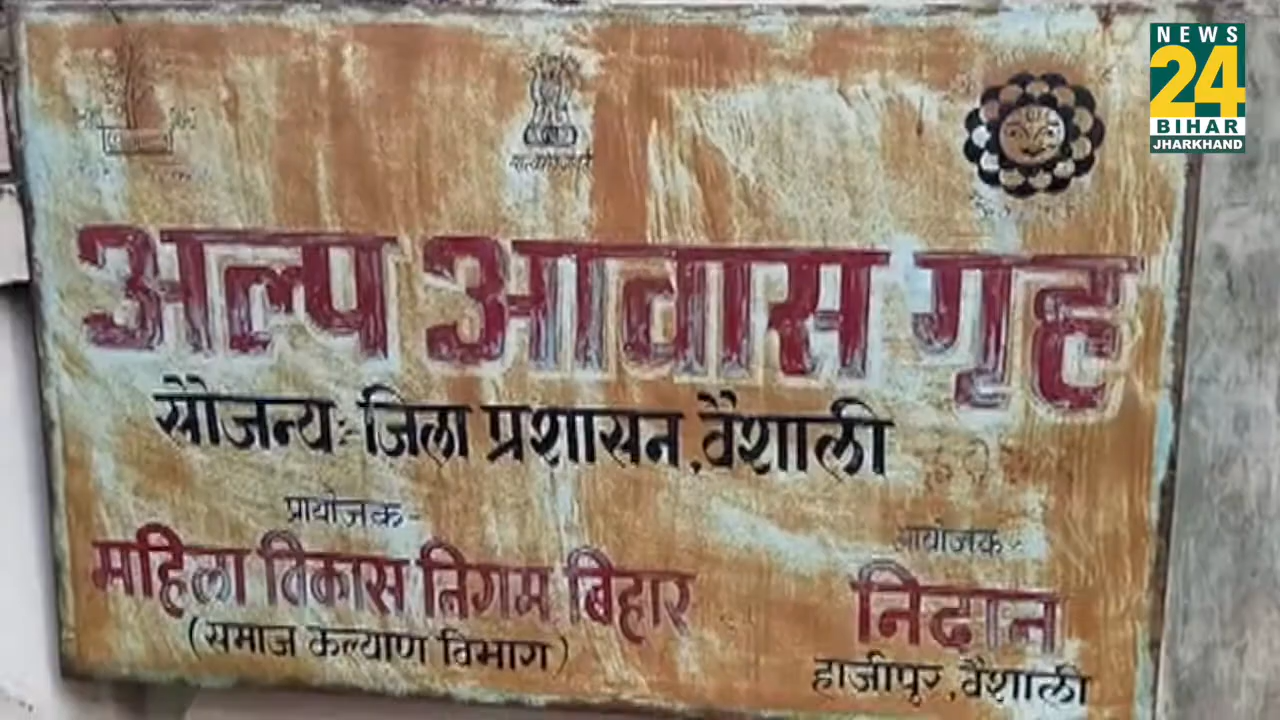 NEWS
24
BIHAR
JHARKHAND
अल्प आवास गृह
सौजन्य :- जिला प्रशासन, वैशाली
प्रायोजक -
महिला विकास निगम, बिहार
(समाज कल्याण विभाग)
आयोजक -
निदान
हाजीपुर, वैशाली